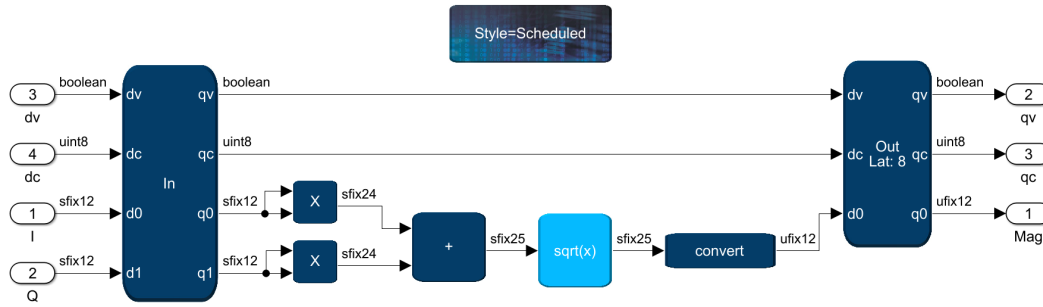 Style=Scheduled
3
dv
boolean
dv
qv
boolean
dv
qv
boolean
2
qv
4
dc
uint8
dc
qc
uint8
dc
qc
Out
Lat: 8
uint8
3
qc
In
1
I
sfix12
d0
q0
sfix12
X
sfix24
+
sfix25
sqrt(x)
sfix25
convert
ufix12
d0
q0
ufix12
1
Mag
2
Q
sfix12
d1
q1
sfix12
X
sfix24